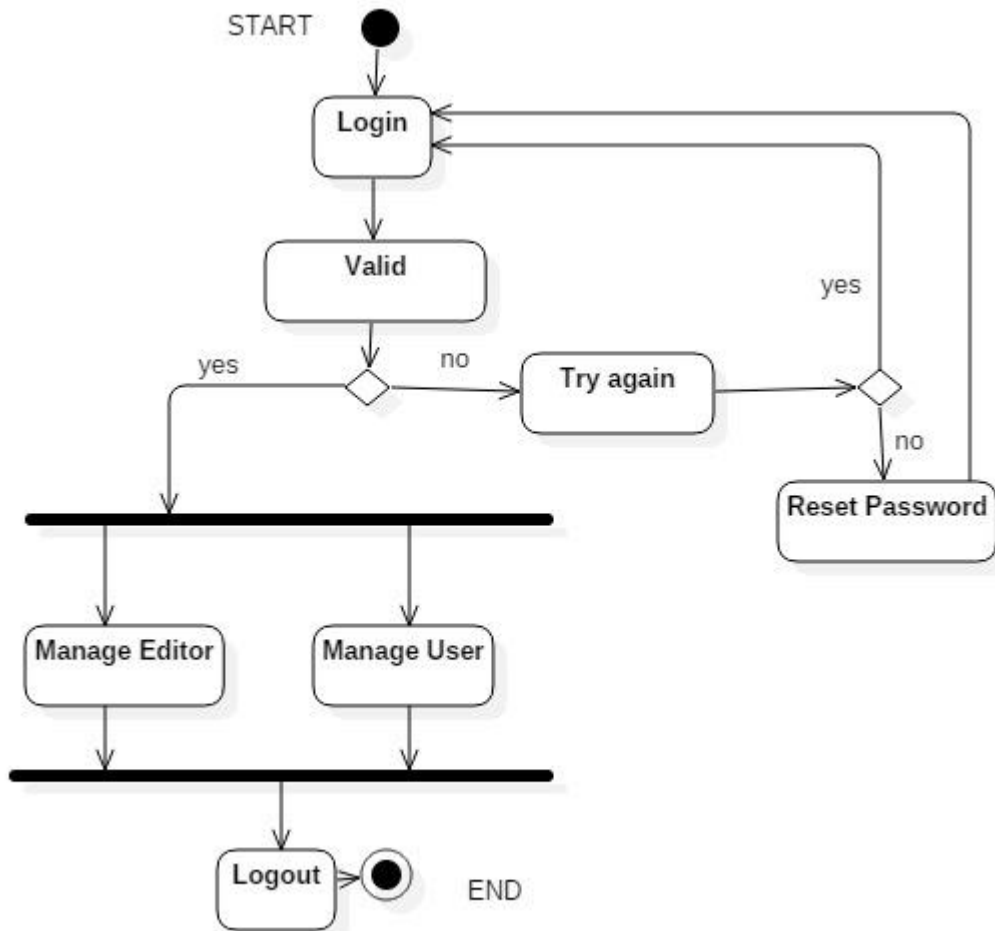 START
Login
Valid
yes
no
Try again
yes
no
Reset Password
Manage Editor
Manage User
Logout
END